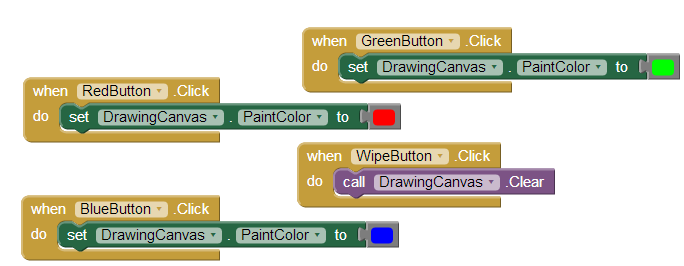 when RedButton .Click
do set DrawingCanvas . PaintColor to
when BlueButton .Click
do set DrawingCanvas . PaintColor to
when GreenButton .Click
do set DrawingCanvas . PaintColor to
when WipeButton .Click
do call DrawingCanvas .Clear